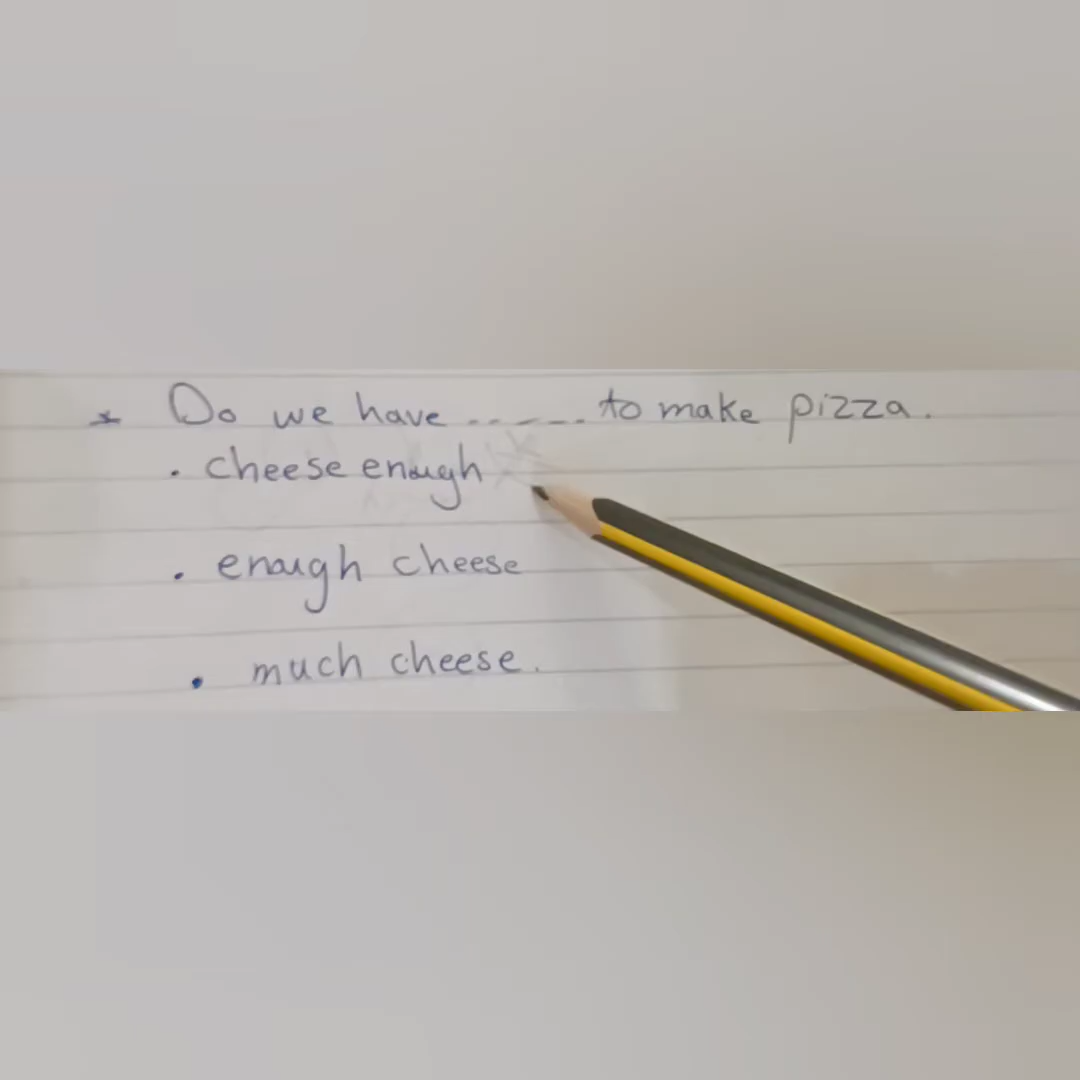 * Do we have ...... to make pizza.
. cheese enough
. enough cheese
. much cheese.